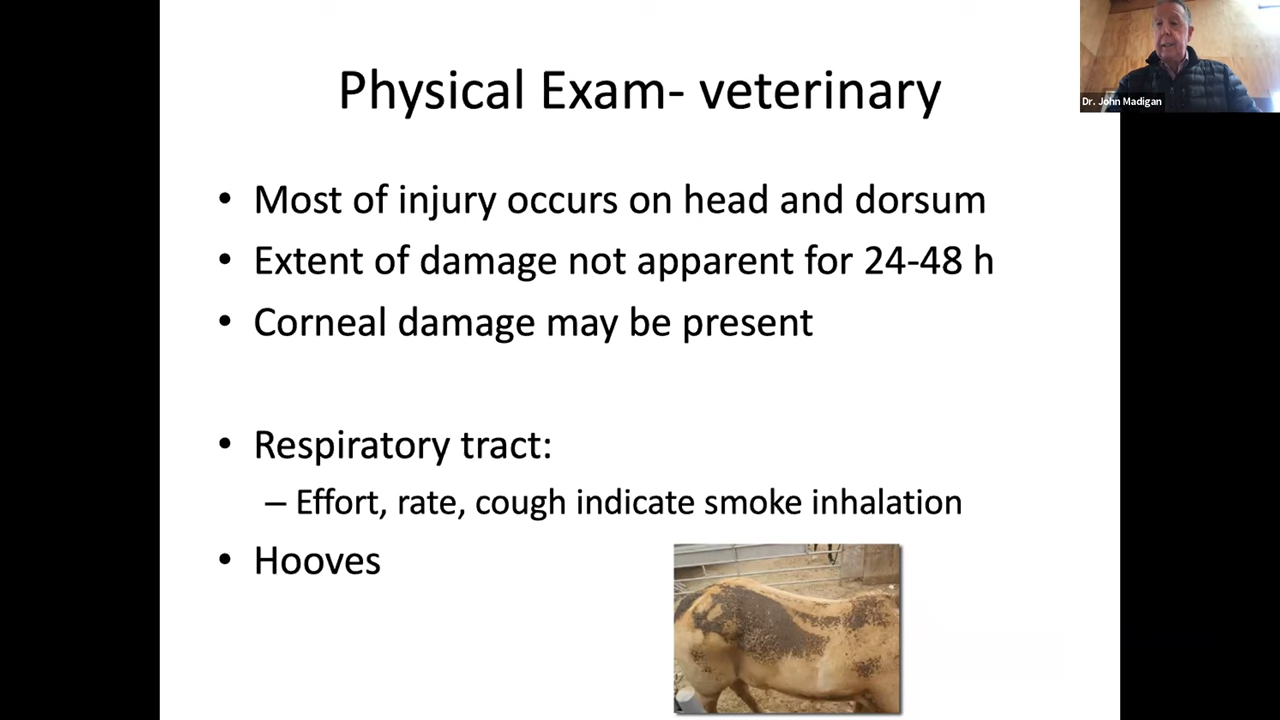 Physical Exam- veterinary
Dr. John Madigan
• Most of injury occurs on head and dorsum
• Extent of damage not apparent for 24-48 h
• Corneal damage may be present
• Respiratory tract:
– Effort, rate, cough indicate smoke inhalation
• Hooves